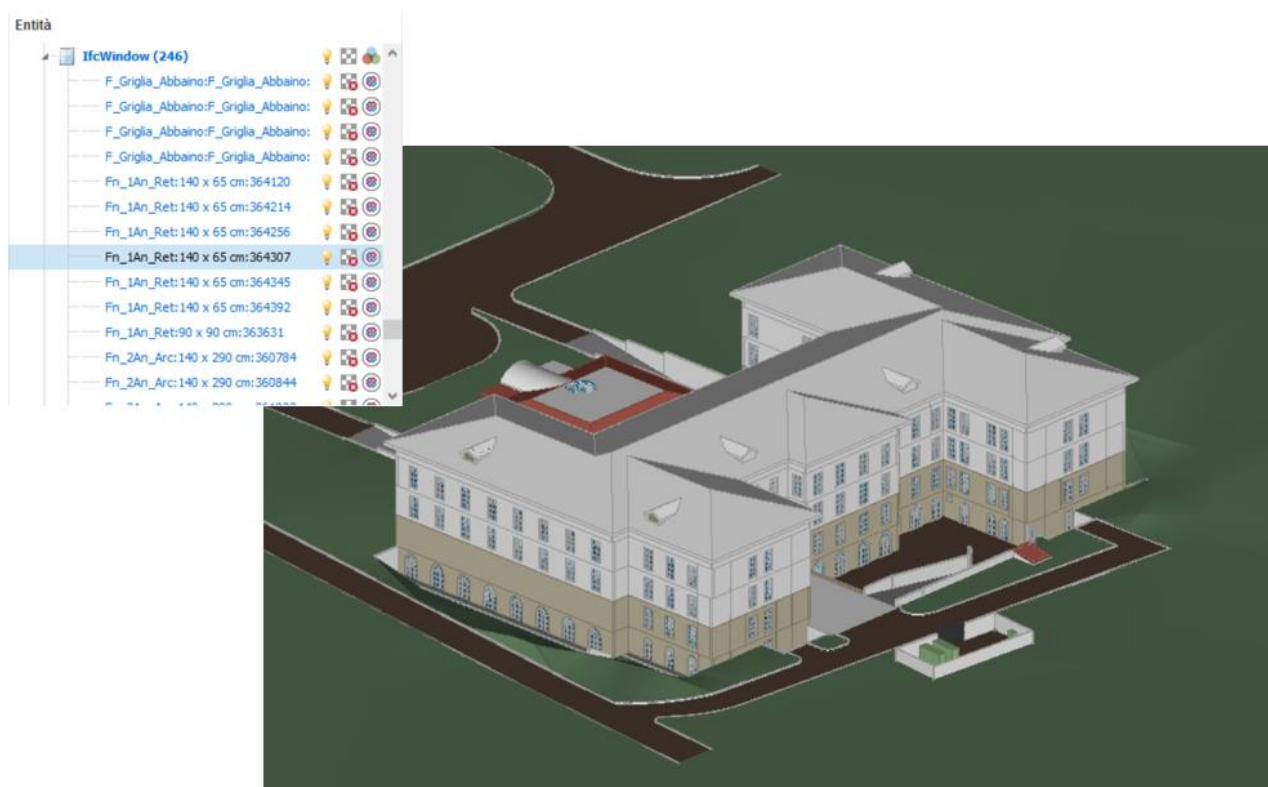 Entità
IfcWindow (246)
F_Griglia_Abbaino:F_Griglia_Abbaino:
F_Griglia_Abbaino:F_Griglia_Abbaino:
F_Griglia_Abbaino:F_Griglia_Abbaino:
F_Griglia_Abbaino:F_Griglia_Abbaino:
Fn_1An_Ret:140 x 65 cm:364120
Fn_1An_Ret:140 x 65 cm:364214
Fn_1An_Ret:140 x 65 cm:364256
Fn_1An_Ret:140 x 65 cm:364307
Fn_1An_Ret:140 x 65 cm:364345
Fn_1An_Ret:140 x 65 cm:364392
Fn_1An_Ret:90 x 90 cm:363631
Fn_2An_Arc:140 x 290 cm:360784
Fn_2An_Arc:140 x 290 cm:360844